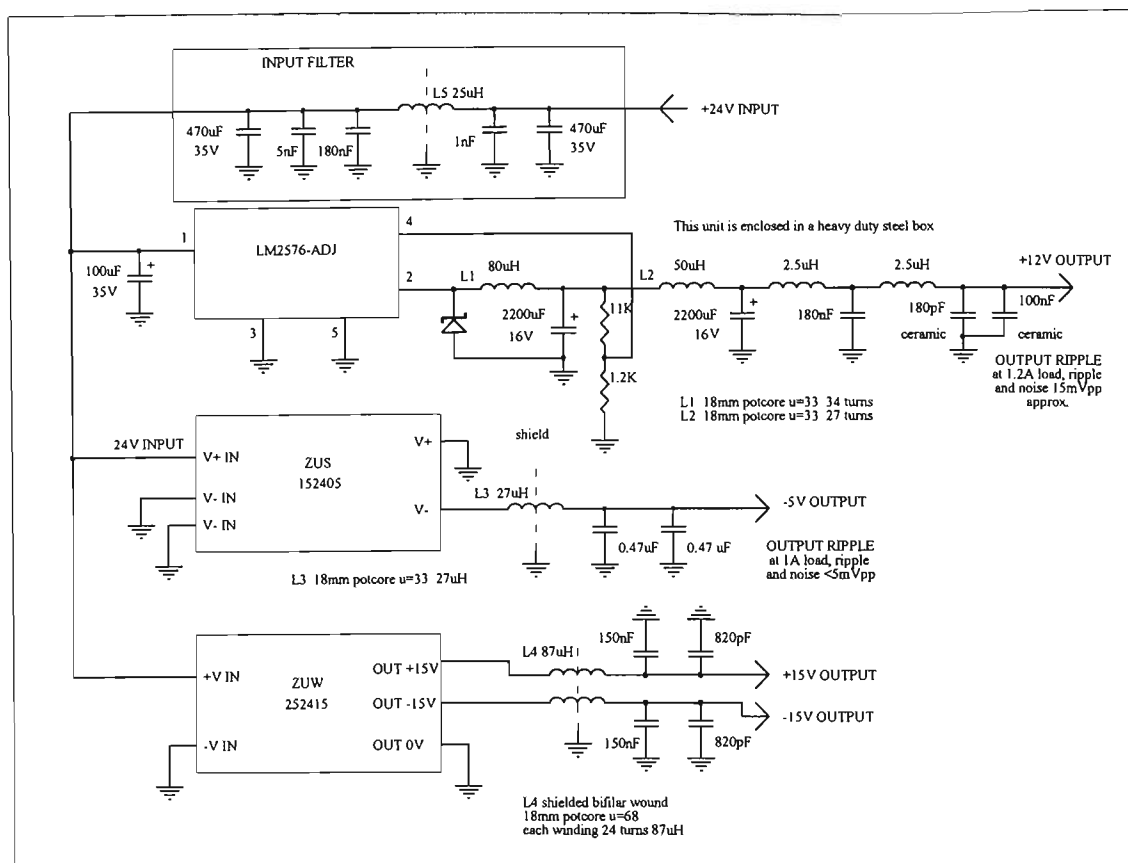 INPUT FILTER
L5 25uH
+24V INPUT
470uF
35V
5nF
180nF
1nF
470uF
35V
1
LM2576-ADJ
4
This unit is enclosed in a heavy duty steel box
100uF
35V
+
2
L1
80uH
L2
50uH
2.5uH
2.5uH
+12V OUTPUT
3
5
2200uF
16V
+
11K
1.2K
2200uF
16V
+
180nF
180pF
ceramic
100nF
ceramic
OUTPUT RIPPLE
at 1.2A load, ripple
and noise 15mVpp
approx.
L1 18mm potcore u=33 34 turns
L2 18mm potcore u=33 27 turns
24V INPUT
V+ IN
V- IN
V- IN
ZUS
152405
V+
V-
shield
L3 27uH
-5V OUTPUT
0.47uF
0.47 uF
OUTPUT RIPPLE
at 1A load, ripple
and noise <5mVpp
L3 18mm potcore u=33 27uH
+V IN
-V IN
ZUW
252415
OUT +15V
OUT -15V
OUT 0V
L4 87uH
150nF
820pF
+15V OUTPUT
-15V OUTPUT
150nF
820pF
L4 shielded bifilar wound
18mm potcore u=68
each winding 24 turns 87uH